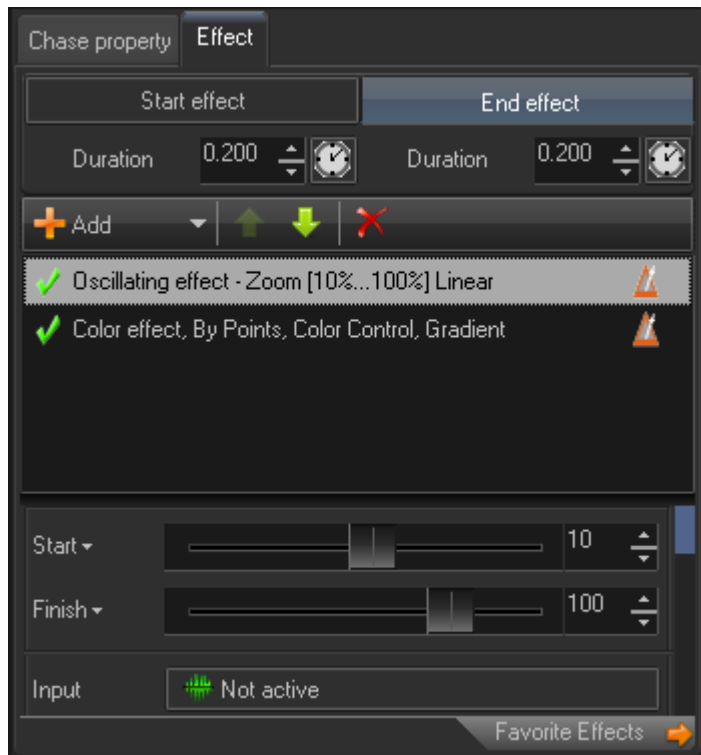 Chase property Effect
Start effect End effect
Duration 0.200 Duration 0.200
Add
Oscillating effect - Zoom [10%...100%] Linear
Color effect, By Points, Color Control, Gradient
Start 10
Finish 100
Input Not active
Favorite Effects